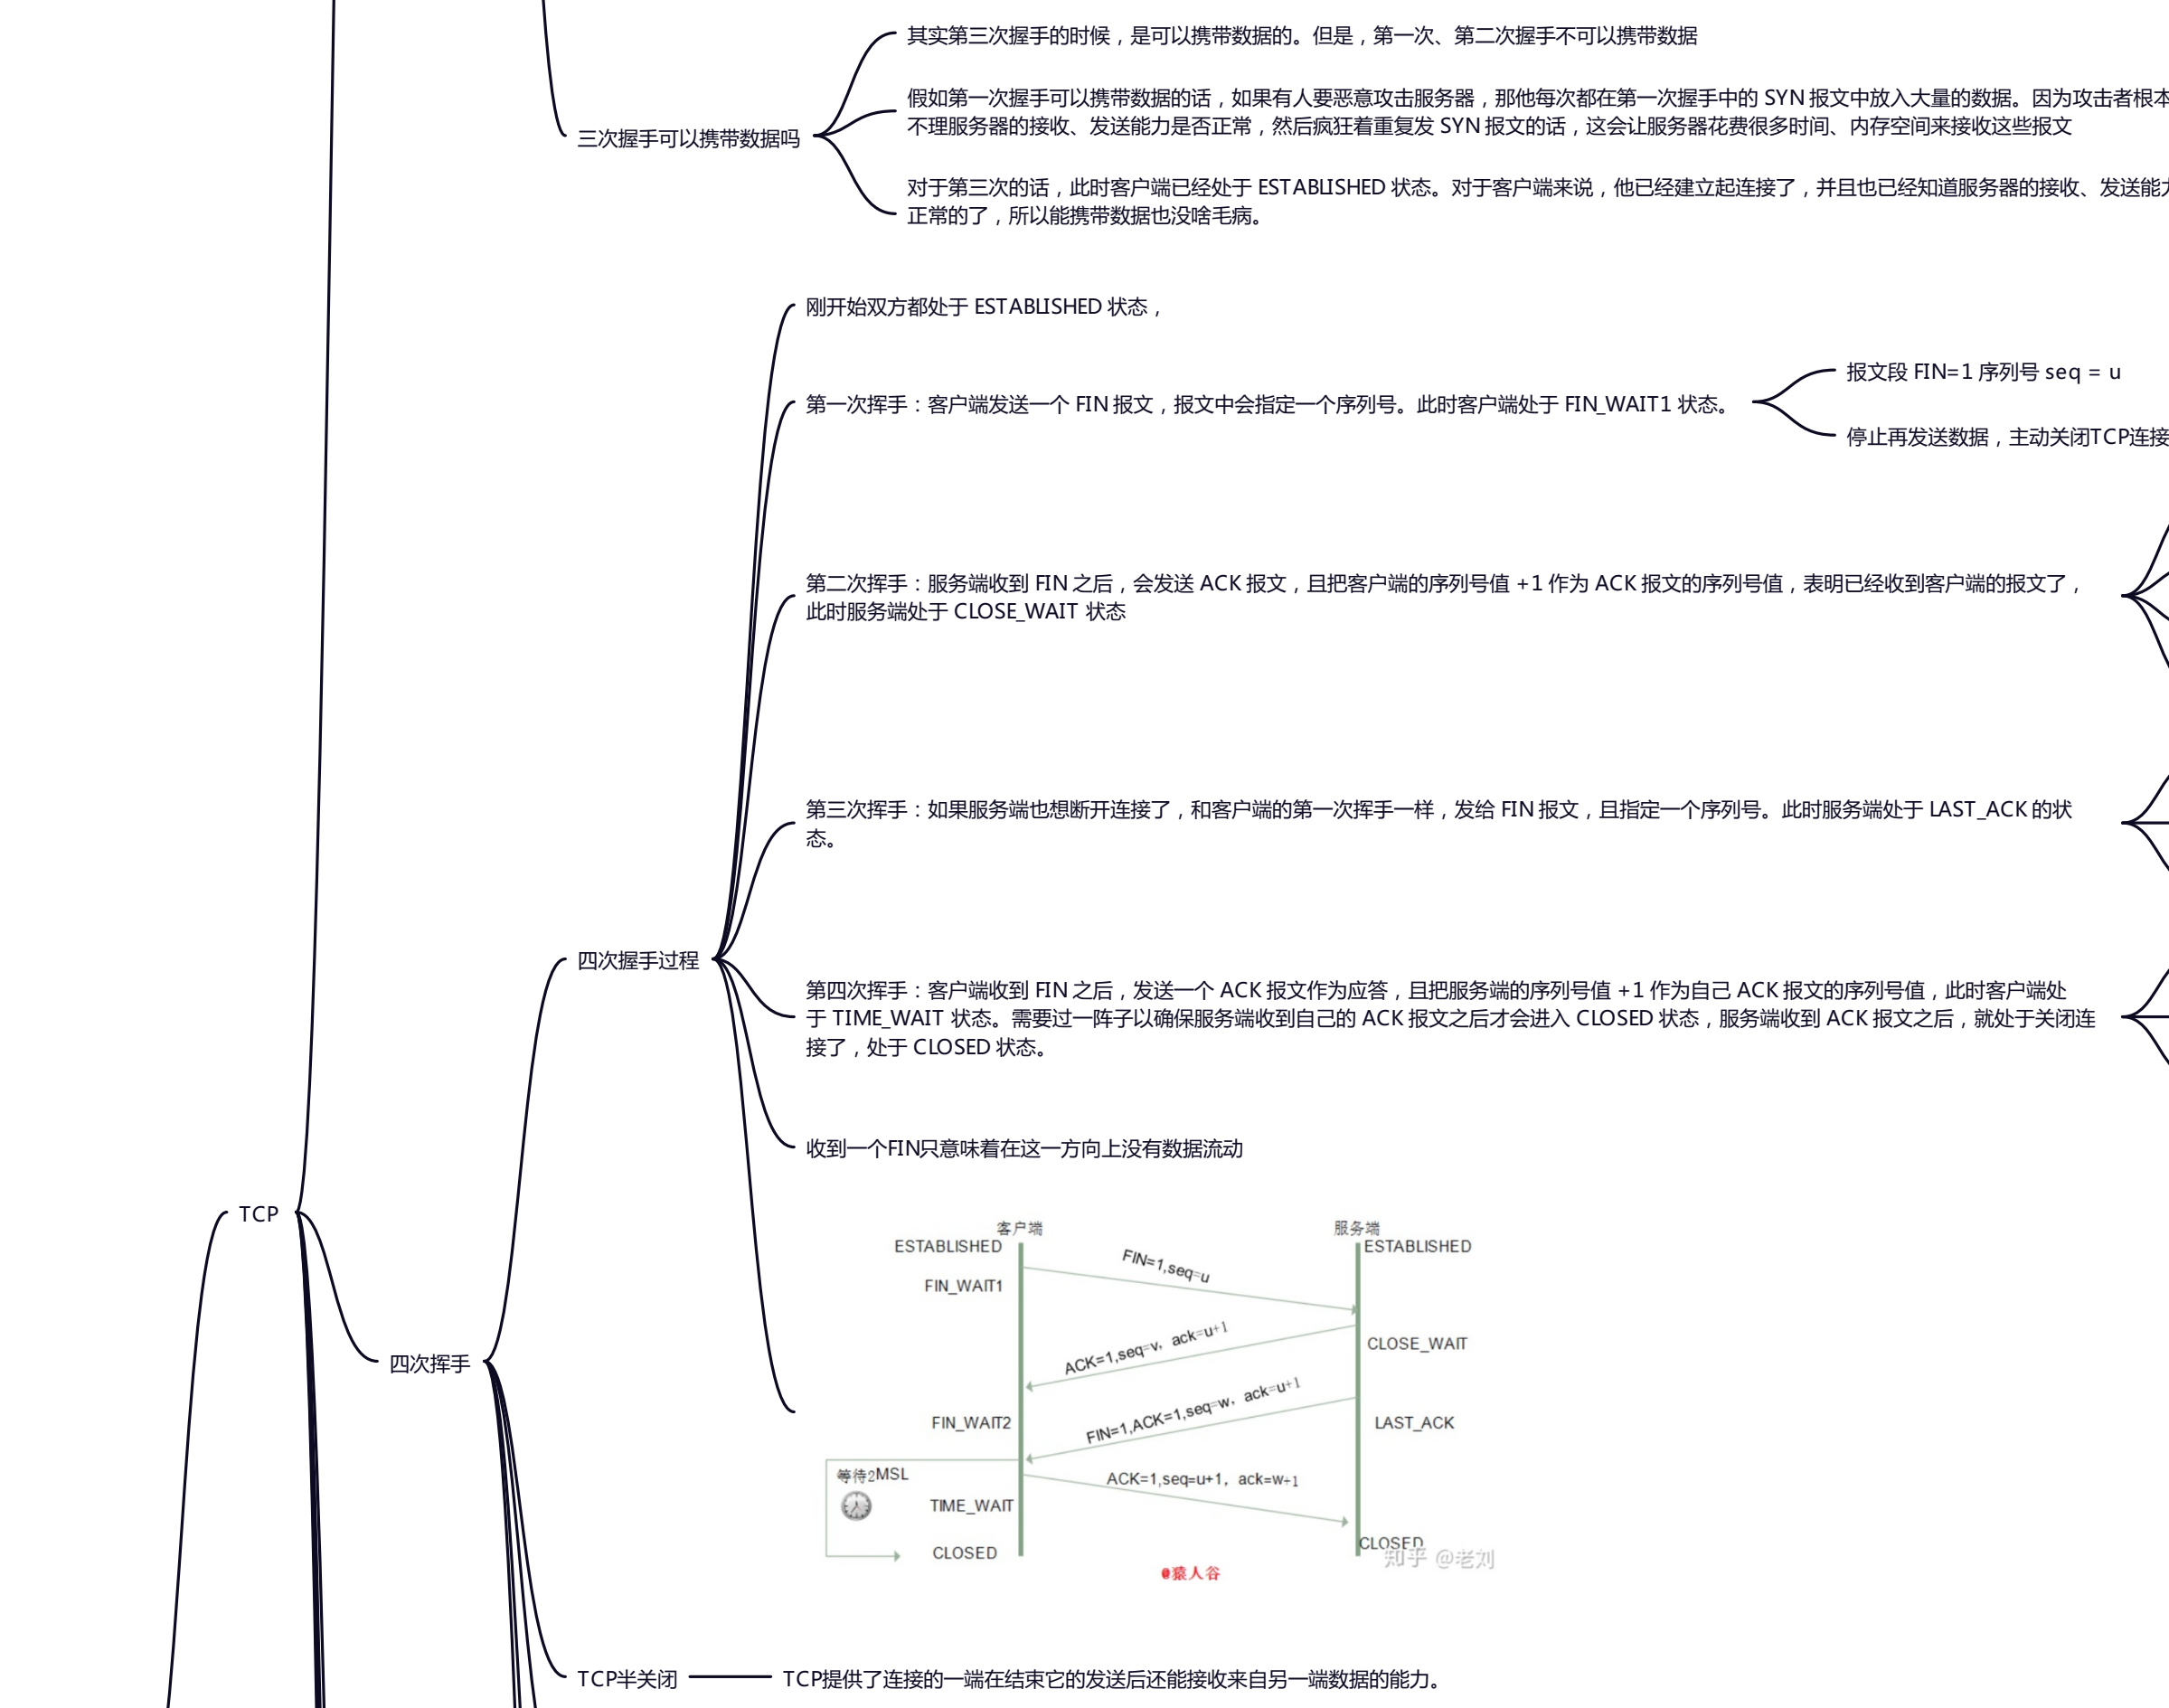 其实第三次握手的时候，是可以携带数据的。但是，第一次、第二次握手不可以携带数据
假如第一次握手可以携带数据的话，如果有人要恶意攻击服务器，那他每次都在第一次握手中的 SYN 报文中放入大量的数据。因为攻击者根本
不理服务器的接收、发送能力是否正常，然后疯狂着重复发 SYN 报文的话，这会让服务器花费很多时间、内存空间来接收这些报文
三次握手可以携带数据吗
对于第三次的话，此时客户端已经处于 ESTABLISHED 状态。对于客户端来说，他已经建立起连接了，并且也已经知道服务器的接收、发送能
正常的了，所以能携带数据也没啥毛病。
刚开始双方都处于 ESTABLISHED 状态，
第一次挥手：客户端发送一个 FIN 报文，报文中会指定一个序列号。此时客户端处于 FIN_WAIT1 状态。
报文段 FIN=1 序列号 seq = u
停止再发送数据，主动关闭TCP连接
第二次挥手：服务端收到 FIN 之后，会发送 ACK 报文，且把客户端的序列号值 +1 作为 ACK 报文的序列号值，表明已经收到客户端的报文了，
此时服务端处于 CLOSE_WAIT 状态
第三次挥手：如果服务端也想断开连接了，和客户端的第一次挥手一样，发给 FIN 报文，且指定一个序列号。此时服务端处于 LAST_ACK 的状
态。
四次握手过程
第四次挥手：客户端收到 FIN 之后，发送一个 ACK 报文作为应答，且把服务端的序列号值 +1 作为自己 ACK 报文的序列号值，此时客户端处
于 TIME_WAIT 状态。需要过一阵子以确保服务端收到自己的 ACK 报文之后才会进入 CLOSED 状态，服务端收到 ACK 报文之后，就处于关闭连
接了，处于 CLOSED 状态。
收到一个FIN只意味着在这一方向上没有数据流动
TCP
四次挥手
客户端
服务端
ESTABLISHED
ESTABLISHED
FIN=1,seq=u
FIN_WAIT1
ACK=1,seq=v，ack=u+1
CLOSE_WAIT
FIN=1,ACK=1,seq=w，ack=u+1
FIN_WAIT2
LAST_ACK
等待2MSL
ACK=1,seq=u+1，ack=w+1
TIME_WAIT
CLOSED
CLOSED
知乎 @老刘
@猿人谷
TCP半关闭
TCP提供了连接的一端在结束它的发送后还能接收来自另一端数据的能力。